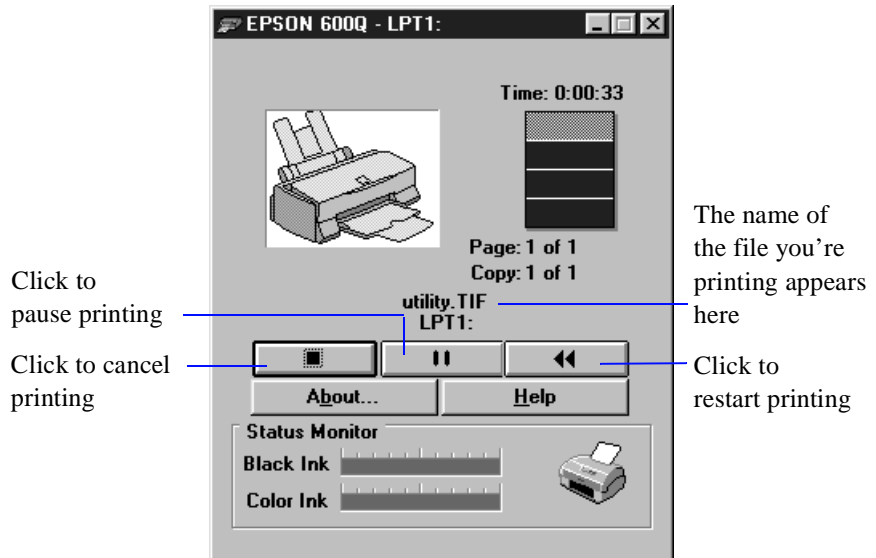 EPSON 600Q - LPT1:
Time: 0:00:33
Page: 1 of 1
Copy: 1 of 1
utility.TIF
LPT1:
The name of
the file you’re
printing appears
here
Click to
pause printing
Click to cancel
printing
Click to
restart printing
About...
Help
Status Monitor
Black Ink
Color Ink